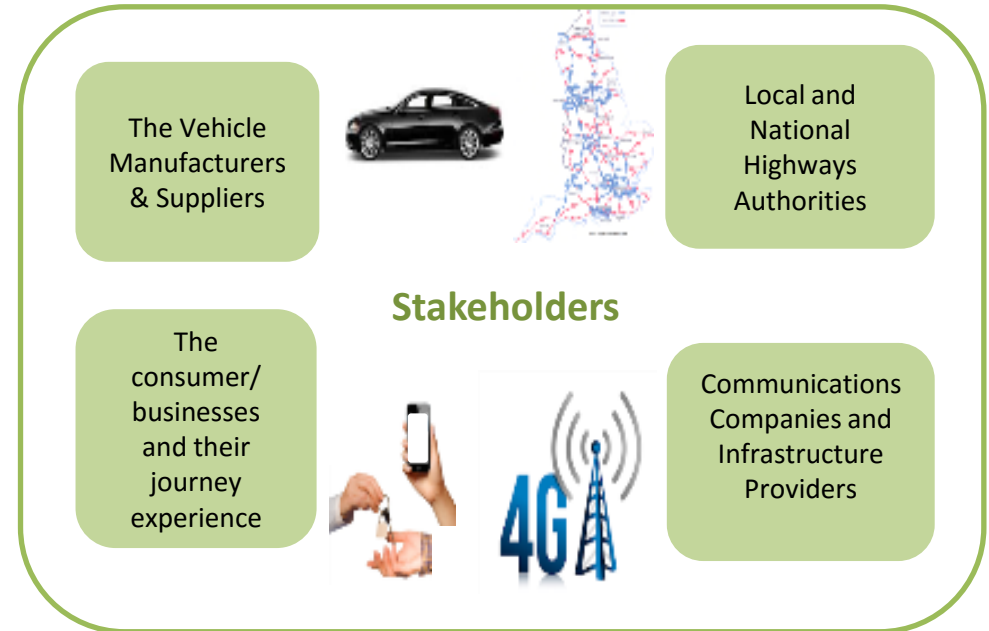 The Vehicle
Manufacturers
& Suppliers
Local and
National
Highways
Authorities
Stakeholders
The
consumer/
businesses
and their
journey
experience
4G
Communications
Companies and
Infrastructure
Providers